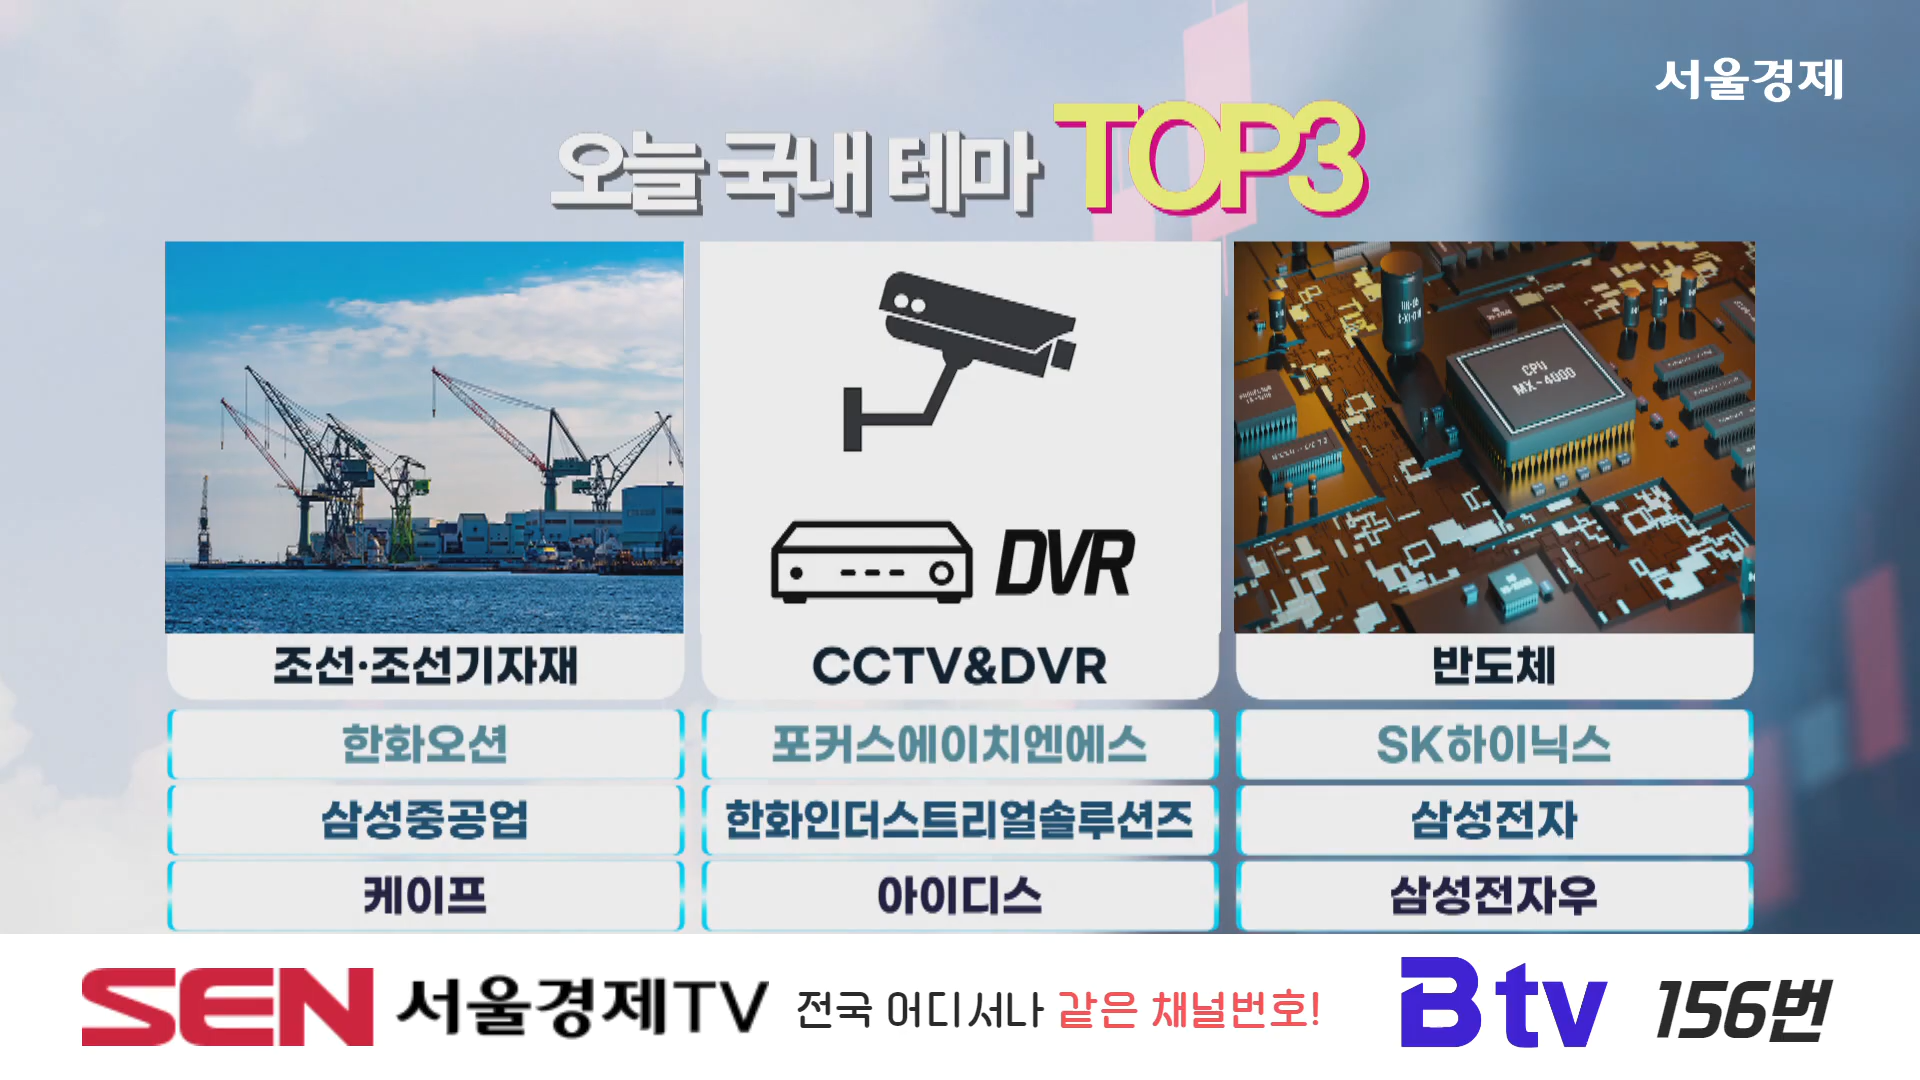 서울경제
오늘 국내 테마 TOP3
CPU
MX-4000
DVR
조선·조선기자재
CCTV&DVR
반도체
한화오션
포커스에이치엔에스
SK하이닉스
삼성중공업
한화인더스트리얼솔루션즈
삼성전자
케이프
아이디스
삼성전자우
SEN 서울경제TV 전국 어디서나 같은 채널번호! B tv 156번